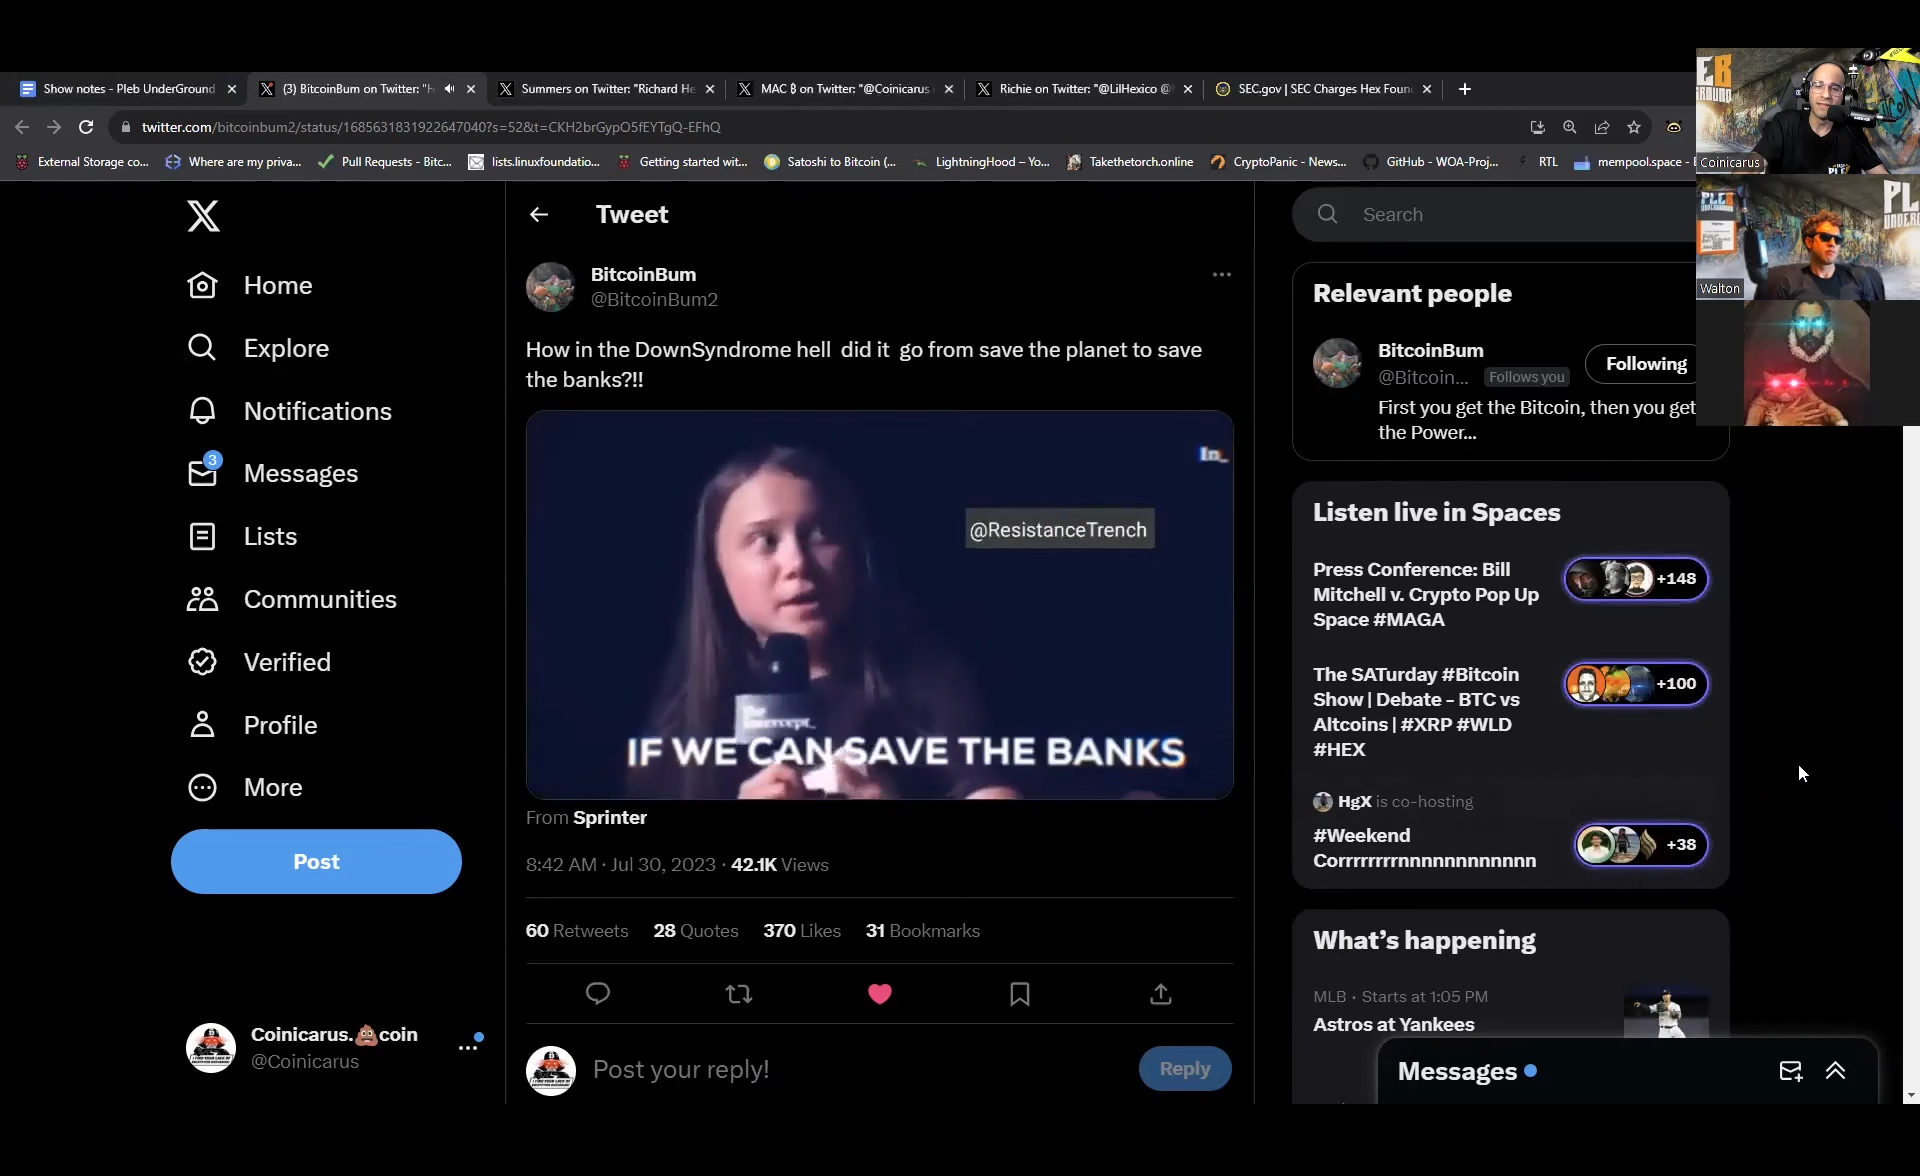 Show notes - Pleb UnderGround
(3) BitcoinBum on Twitter: "H
Summers on Twitter: "Richard He
MAC ₿ on Twitter: "@Coinicarus
Richie on Twitter: "@LilHexico @
SEC.gov | SEC Charges Hex Foun
twitter.com/bitcoinbum2/status/1685631831922647040?s=52&t=CKH2brGypO5fEYTgQ-EFhQ
External Storage co...
Where are my priva...
Pull Requests - Bitc...
lists.linuxfoundatio...
Getting started wit...
Satoshi to Bitcoin (...
LightningHood – Yo...
Takethetorch.online
CryptoPanic - News...
GitHub - WOA-Proj...
RTL
mempool.space -
Coinicarus
Walton
Home
Explore
Notifications
3
Messages
Lists
Communities
Verified
Profile
More
Post
Coinicarus.💩coin
@Coinicarus
Tweet
BitcoinBum
@BitcoinBum2
How in the DownSyndrome hell did it go from save the planet to save
the banks?!!
In_
@ResistanceTrench
The
Intercept_
IF WE CAN SAVE THE BANKS
From Sprinter
8:42 AM · Jul 30, 2023 · 42.1K Views
60 Retweets 28 Quotes 370 Likes 31 Bookmarks
Post your reply!
Reply
Search
Relevant people
BitcoinBum
@Bitcoin... Follows you
Following
First you get the Bitcoin, then you get
the Power...
Listen live in Spaces
Press Conference: Bill
Mitchell v. Crypto Pop Up
Space #MAGA
+148
The SATurday #Bitcoin
Show | Debate - BTC vs
Altcoins | #XRP #WLD
#HEX
+100
HgX is co-hosting
#Weekend
Corrrrrrrrnnnnnnnnnnnnn
+38
What's happening
MLB · Starts at 1:05 PM
Astros at Yankees
Messages